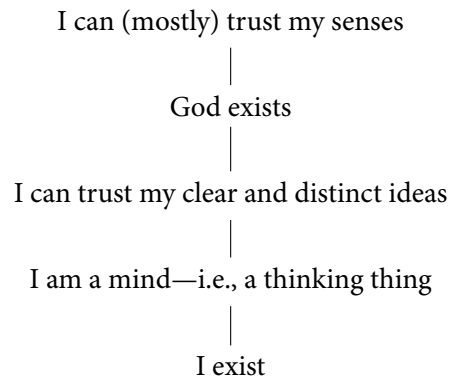 I can (mostly) trust my senses
God exists
I can trust my clear and distinct ideas
I am a mind—i.e., a thinking thing
I exist